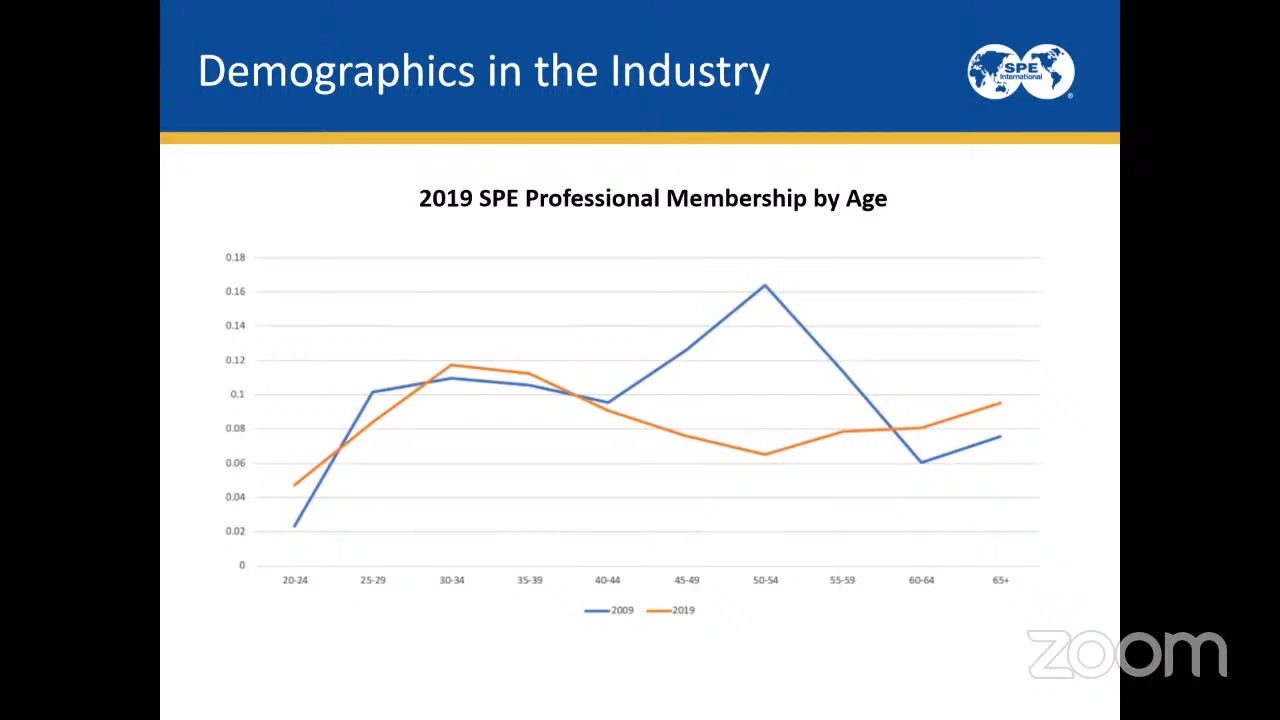 Demographics in the Industry
SPE
International
®
2019 SPE Professional Membership by Age
0.18
0.16
0.14
0.12
0.1
0.08
0.06
0.04
0.02
0
20-24 25-29 30-34 35-39 40-44 45-49 50-54 55-59 60-64 65+
2009 2019
zoom